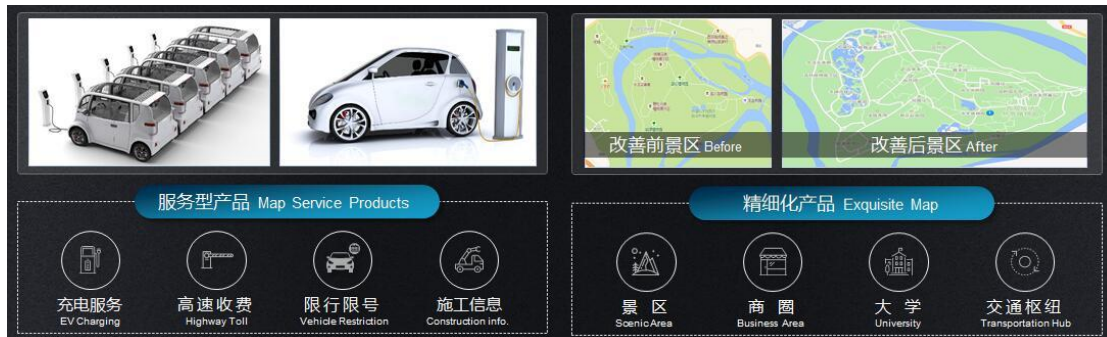 改善前景区 Before
改善后景区 After
服务型产品 Map Service Products
精细化产品 Exquisite Map
充电服务
EV Charging
高速收费
Highway Toll
限行限号
Vehicle Restriction
施工信息
Construction info.
景 区
Scenic Area
商 圈
Business Area
大 学
University
交通枢纽
Transportation Hub